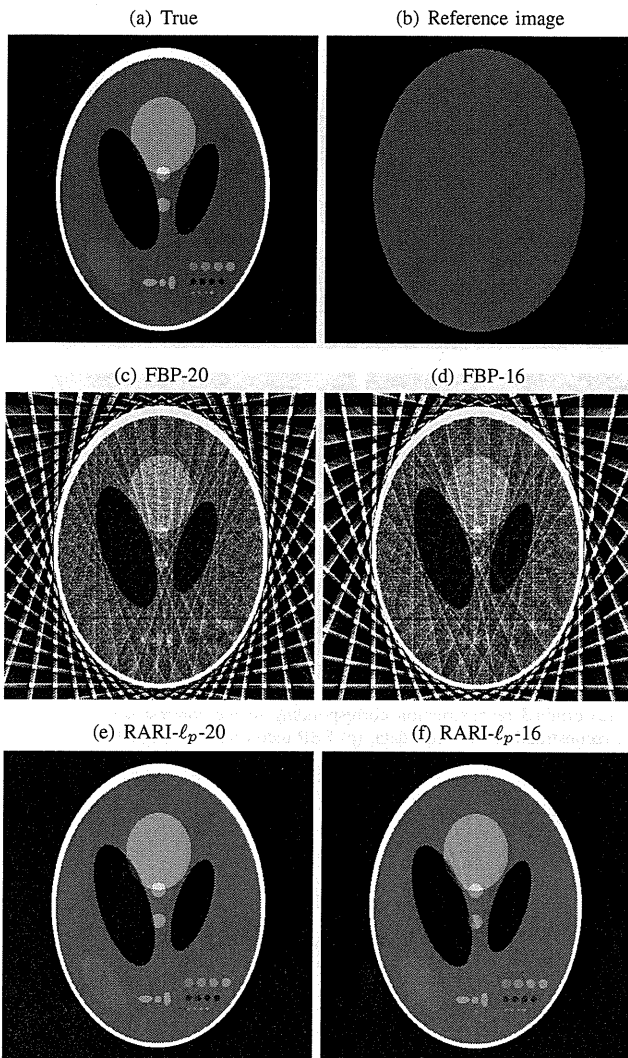 (a) True
(b) Reference image
(c) FBP-20
(d) FBP-16
(e) RARI-ℓp-20
(f) RARI-ℓp-16